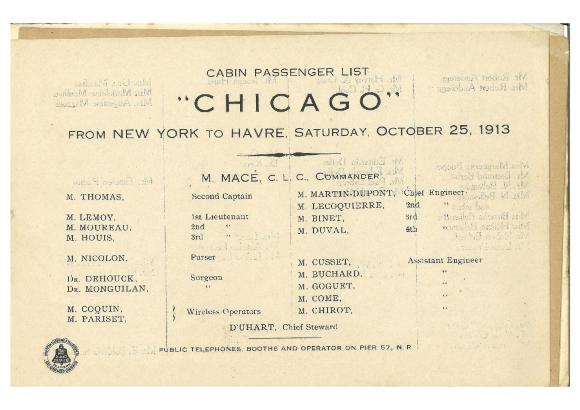 CABIN PASSENGER LIST
"CHICAGO"
FROM NEW YORK TO HAVRE, SATURDAY, OCTOBER 25, 1913
M. MACÉ, C. L. C., COMMANDER
M. THOMAS, Second Captain
M. LEMOY, 1st Lieutenant
M. MOUREAU, 2nd "
M. HOUIS, 3rd "
M. NICOLON, Purser
DR. DEHOUCK, Surgeon
DR. MONGUILAN, "
M. COQUIN,
M. PARISET, } Wireless Operators
M. MARTIN-DUPONT, Chief Engineer
M. LECOQUIERRE, 2nd "
M. BINET, 3rd "
M. DUVAL, 4th "
M. CUSSET, Assistant Engineer
M. BUCHARD, "
M. GOGUET, "
M. COME, "
M. CHIROT, "
D'UHART, Chief Steward
PUBLIC TELEPHONES, BOOTHS AND OPERATOR ON PIER 57, N. R